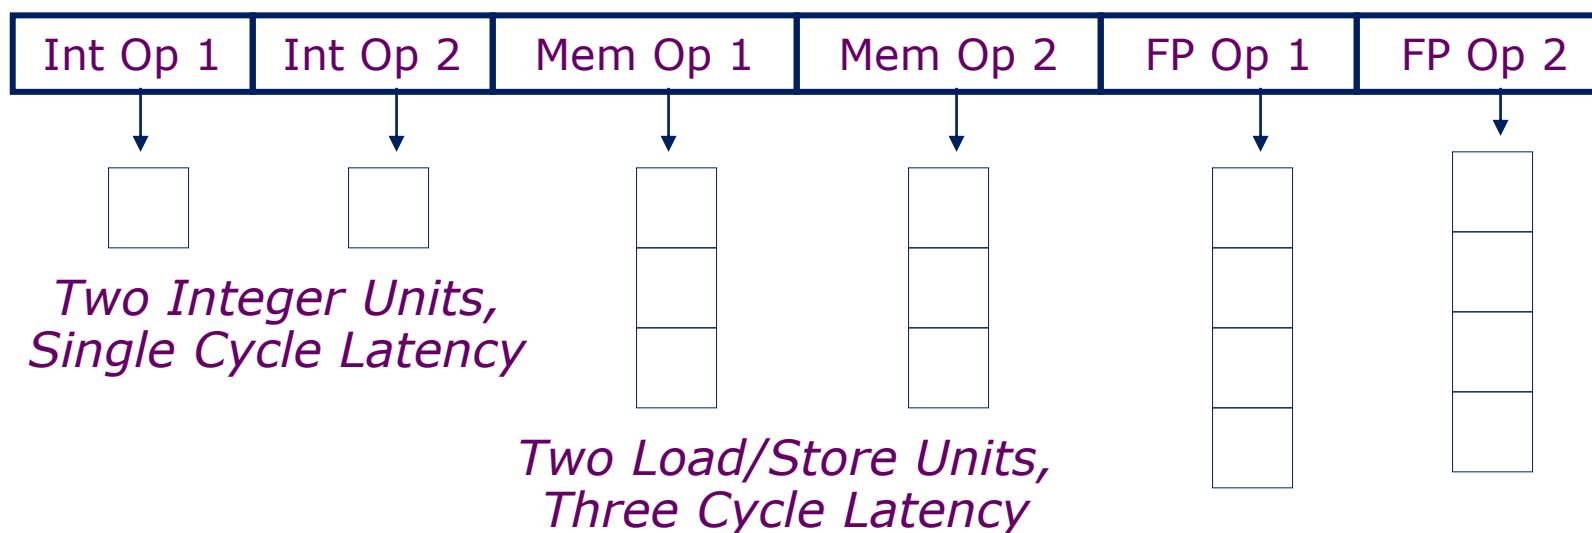 Int Op 1 Int Op 2 Mem Op 1 Mem Op 2 FP Op 1 FP Op 2
Two Integer Units,
Single Cycle Latency
Two Load/Store Units,
Three Cycle Latency